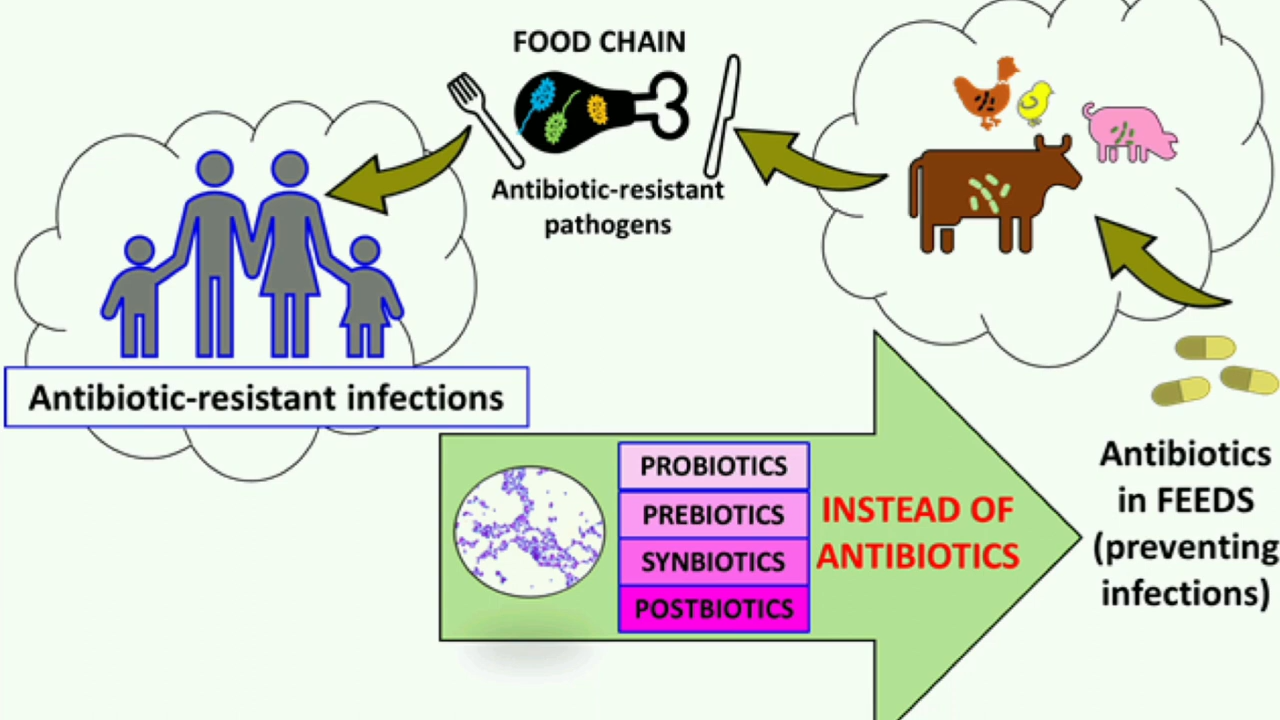 FOOD CHAIN
Antibiotic-resistant
pathogens
Antibiotic-resistant infections
PROBIOTICS
PREBIOTICS
SYNBIOTICS
POSTBIOTICS
INSTEAD OF
ANTIBIOTICS
Antibiotics
in FEEDS
(preventing
infections)